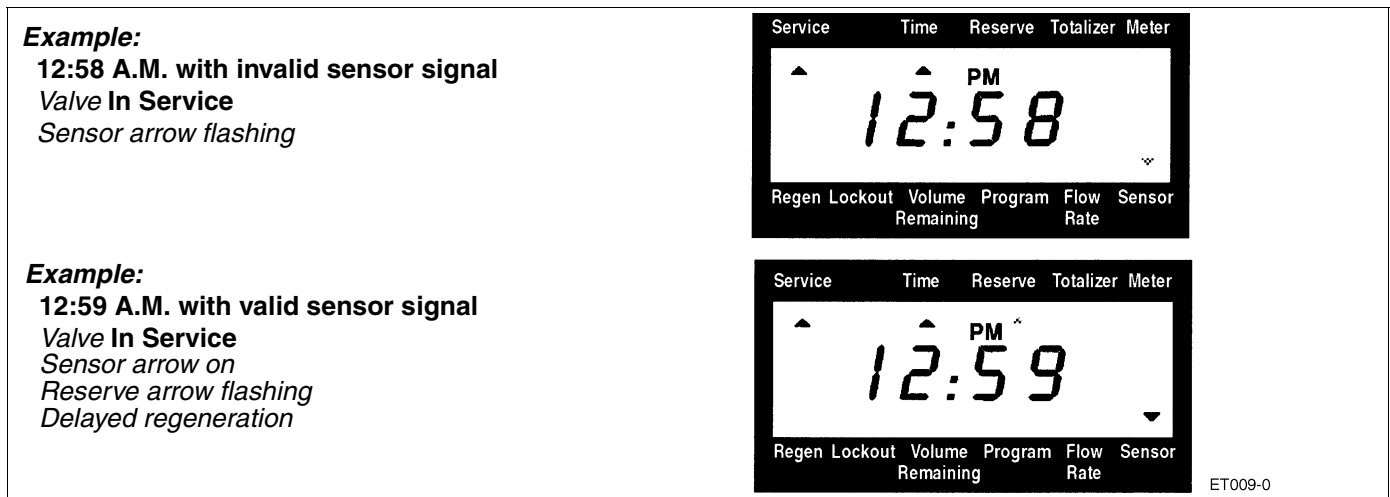 Example:
12:58 A.M. with invalid sensor signal
Valve In Service
Sensor arrow flashing
Service Time Reserve Totalizer Meter
PM
12:58
Regen Lockout Volume Remaining Program Flow Rate Sensor
Example:
12:59 A.M. with valid sensor signal
Valve In Service
Sensor arrow on
Reserve arrow flashing
Delayed regeneration
Service Time Reserve Totalizer Meter
PM
12:59
Regen Lockout Volume Remaining Program Flow Rate Sensor
ET009-0